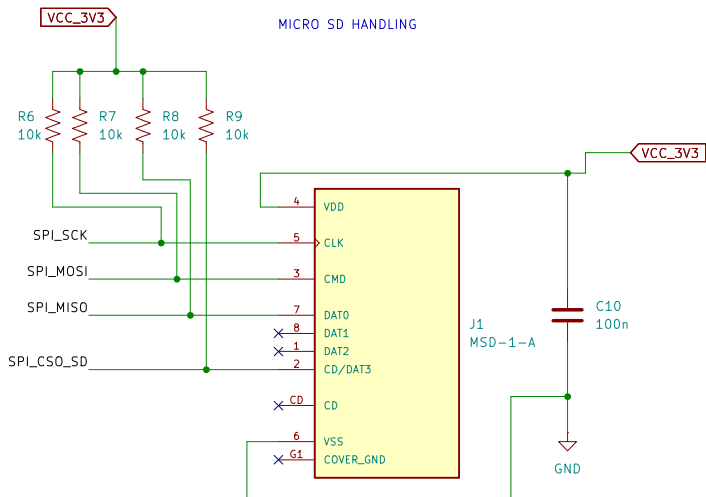 VCC_3V3
MICRO SD HANDLING
R6
10k
R7
10k
R8
10k
R9
10k
VCC_3V3
4
VDD
SPI_SCK
5
CLK
SPI_MOSI
3
CMD
SPI_MISO
7
DAT0
8
DAT1
1
DAT2
SPI_CSO_SD
2
CD/DAT3
CD
CD
6
VSS
G1
COVER_GND
J1
MSD-1-A
C10
100n
GND